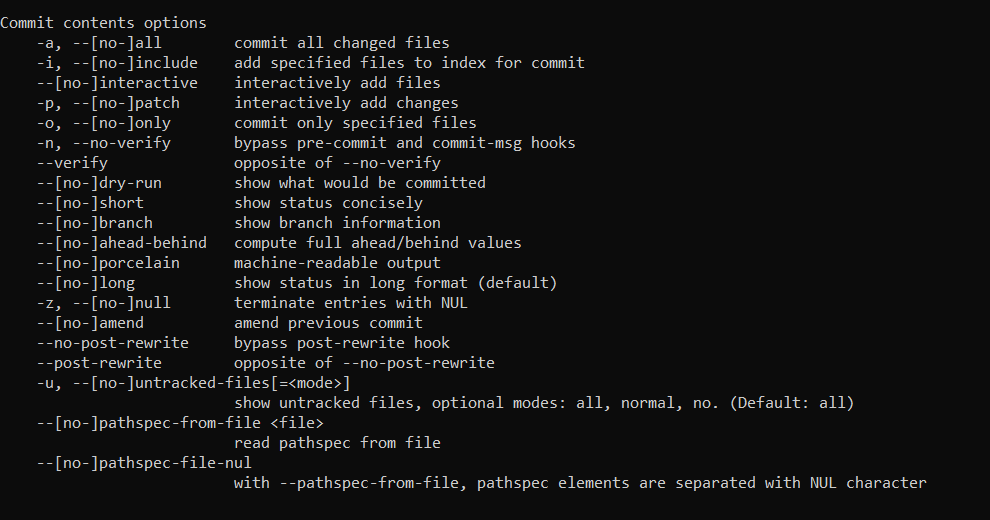 Commit contents options
    -a, --[no-]all        commit all changed files
    -i, --[no-]include    add specified files to index for commit
    --[no-]interactive    interactively add files
    -p, --[no-]patch      interactively add changes
    -o, --[no-]only       commit only specified files
    -n, --no-verify       bypass pre-commit and commit-msg hooks
    --verify              opposite of --no-verify
    --[no-]dry-run        show what would be committed
    --[no-]short          show status concisely
    --[no-]branch         show branch information
    --[no-]ahead-behind   compute full ahead/behind values
    --[no-]porcelain      machine-readable output
    --[no-]long           show status in long format (default)
    -z, --[no-]null       terminate entries with NUL
    --[no-]amend          amend previous commit
    --no-post-rewrite     bypass post-rewrite hook
    --post-rewrite        opposite of --no-post-rewrite
    -u, --[no-]untracked-files[=<mode>]
                          show untracked files, optional modes: all, normal, no. (Default: all)
    --[no-]pathspec-from-file <file>
                          read pathspec from file
    --[no-]pathspec-file-nul
                          with --pathspec-from-file, pathspec elements are separated with NUL character